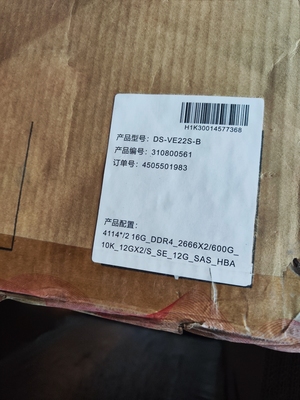 H1K30014577368
产品型号: DS-VE22S-B
产品编号: 310800561
订单号: 4505501983
产品配置:
4114*/2 16G_DDR4_2666X2/600G_
10K_12GX2/S_SE_12G_SAS_HBA